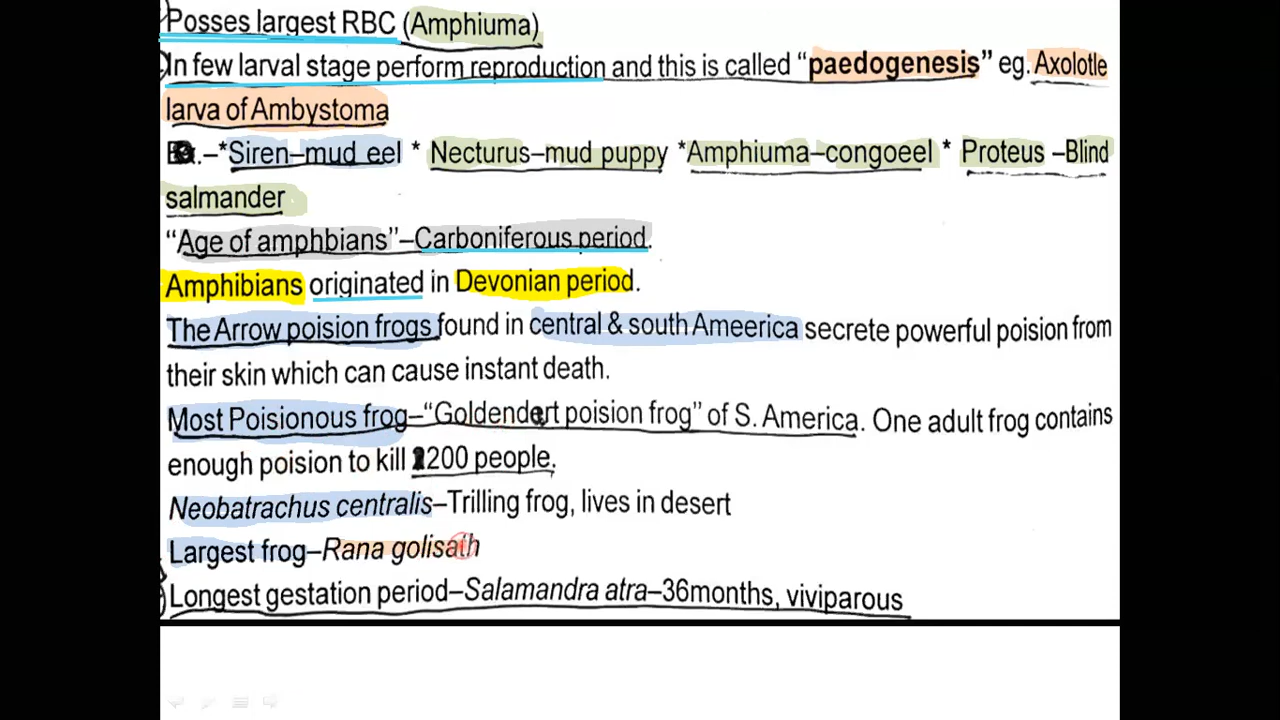 Posses largest RBC (Amphiuma)
In few larval stage perform reproduction and this is called “paedogenesis” eg. Axolotle
larva of Ambystoma
.–*Siren–mud eel * Necturus–mud puppy *Amphiuma–congoeel * Proteus –Blind
salmander
“Age of amphbians”–Carboniferous period.
Amphibians originated in Devonian period.
The Arrow poision frogs found in central & south Ameerica secrete powerful poision from
their skin which can cause instant death.
Most Poisionous frog–“Goldendert poision frog” of S. America. One adult frog contains
enough poision to kill 2200 people.
Neobatrachus centralis–Trilling frog, lives in desert
Largest frog–Rana golisath
Longest gestation period–Salamandra atra–36months, viviparous